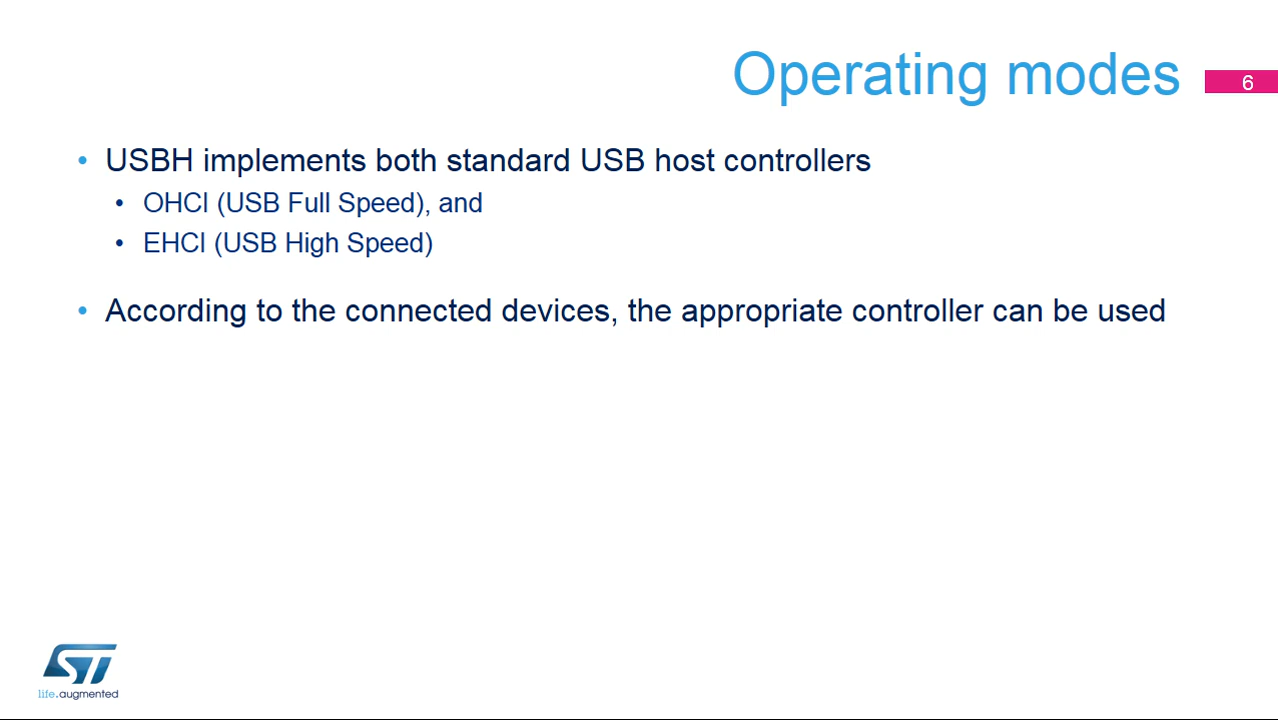 Operating modes
6
• USBH implements both standard USB host controllers
• OHCI (USB Full Speed), and
• EHCI (USB High Speed)
• According to the connected devices, the appropriate controller can be used
ST
life.augmented